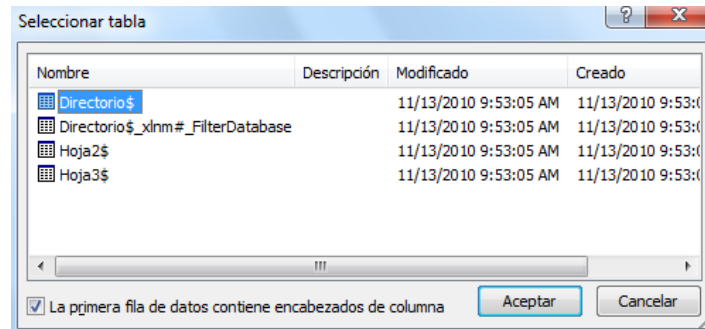 Seleccionar tabla
Nombre Descripción Modificado Creado
Directorio$ 11/13/2010 9:53:05 AM 11/13/2010 9:53:0
Directorio$_xlnm#_FilterDatabase 11/13/2010 9:53:05 AM 11/13/2010 9:53:0
Hoja2$ 11/13/2010 9:53:05 AM 11/13/2010 9:53:0
Hoja3$ 11/13/2010 9:53:05 AM 11/13/2010 9:53:0
La primera fila de datos contiene encabezados de columna Aceptar Cancelar